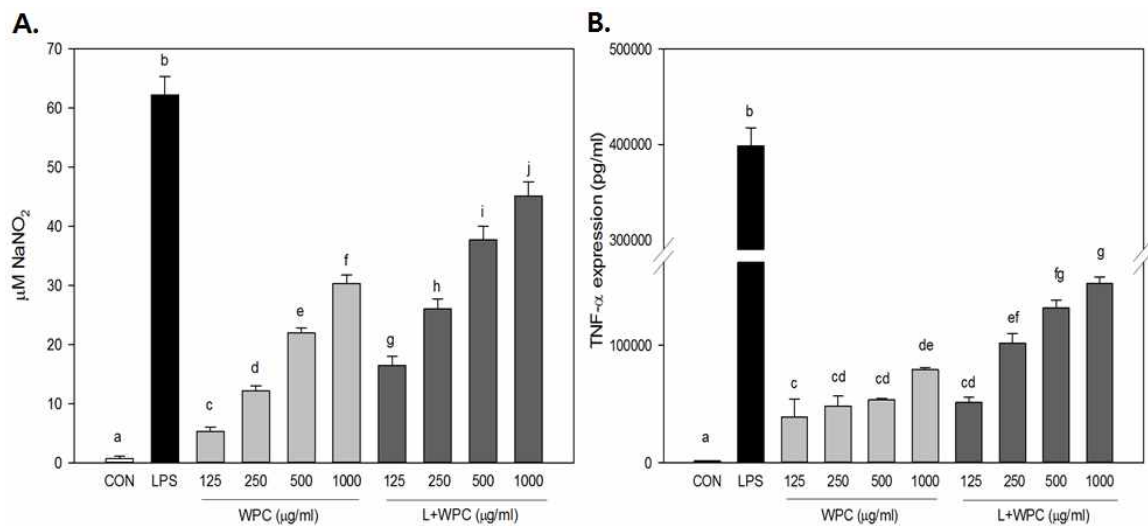 A.
μM NaNO2
70
60
50
40
30
20
10
0
a
b
c
d
e
f
g
h
i
j
CON LPS 125 250 500 1000 125 250 500 1000
WPC (μg/ml) L+WPC (μg/ml)
B.
TNF-α expression (pg/ml)
500000
400000
300000
100000
0
a
b
c
cd
cd
de
cd
ef
fg
g
CON LPS 125 250 500 1000 125 250 500 1000
WPC (μg/ml) L+WPC (μg/ml)